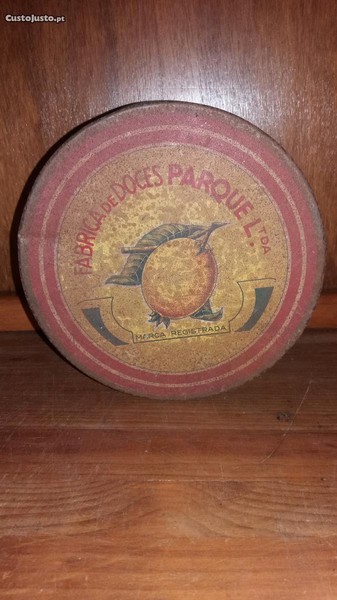 CustoJusto.pt
FABRICA DE DOCES PARQUE L.TDA
MARCA REGISTRADA